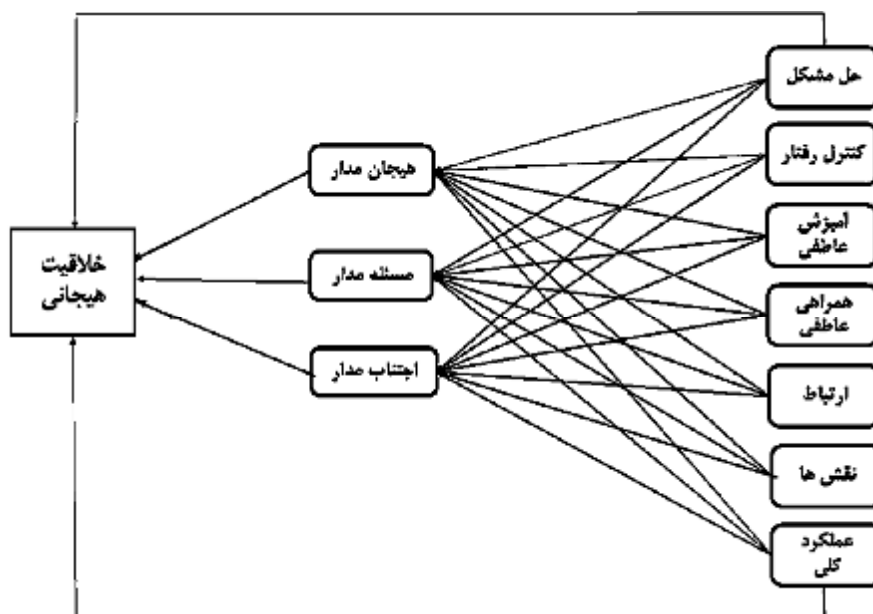 حل مشکل
کنترل رفتار
آمیزش
عاطفی
همراهی
عاطفی
ارتباط
نقش ها
عملکرد
کلی
هیجان مدار
مسئله مدار
اجتناب مدار
خلاقیت
هیجانی